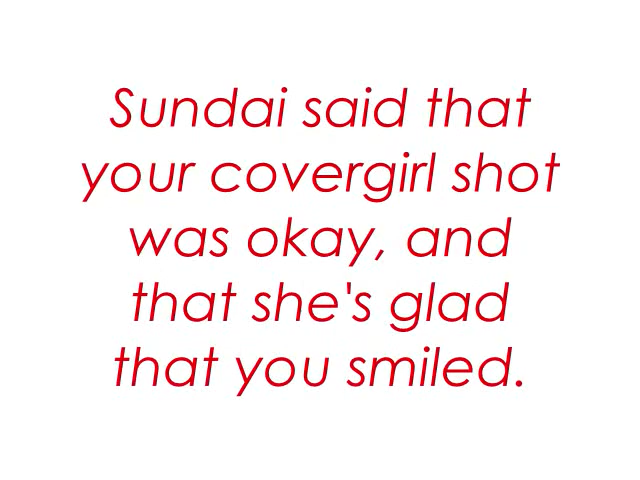 Sundai said that
your covergirl shot
was okay, and
that she's glad
that you smiled.